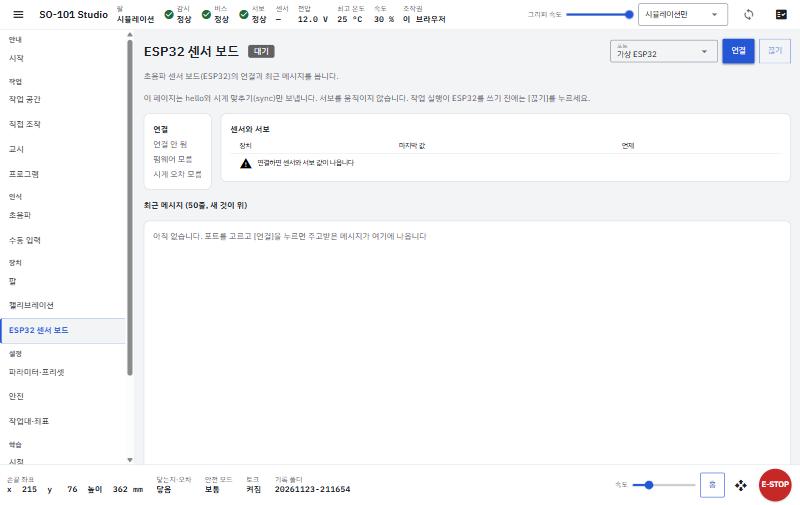 SO-101 Studio
팔
시뮬레이션
감시
정상
버스
정상
서보
정상
센서
—
전압
12.0 V
최고 온도
25 °C
속도
30 %
조작권
이 브라우저
그리퍼 속도
시뮬레이션만
안내
시작
작업
작업 공간
직접 조작
교시
프로그램
인식
초음파
수동 입력
장치
팔
캘리브레이션
ESP32 센서 보드
설정
파라미터·프리셋
안전
작업대·좌표
학습
시점
ESP32 센서 보드
대기
가상 ESP32
연결
끊기
초음파 센서 보드(ESP32)의 연결과 최근 메시지를 봅니다.
이 페이지는 hello와 시계 맞추기(sync)만 보냅니다. 서보를 움직이지 않습니다. 작업 실행이 ESP32를 쓰기 전에는 [끊기]를 누르세요.
연결
연결 안 됨
펌웨어 모름
시계 오차 모름
센서와 서보
장치
마지막 값
언제
연결하면 센서와 서보 값이 나옵니다
최근 메시지 (50줄, 새 것이 위)
아직 없습니다. 포트를 고르고 [연결]을 누르면 주고받은 메시지가 여기에 나옵니다
손끝 좌표
x 215 y 76 높이 362 mm
닿는지·오차
닿음
안전 모드
보통
토크
켜짐
기록 폴더
20261123-211654
속도
홈
E-STOP